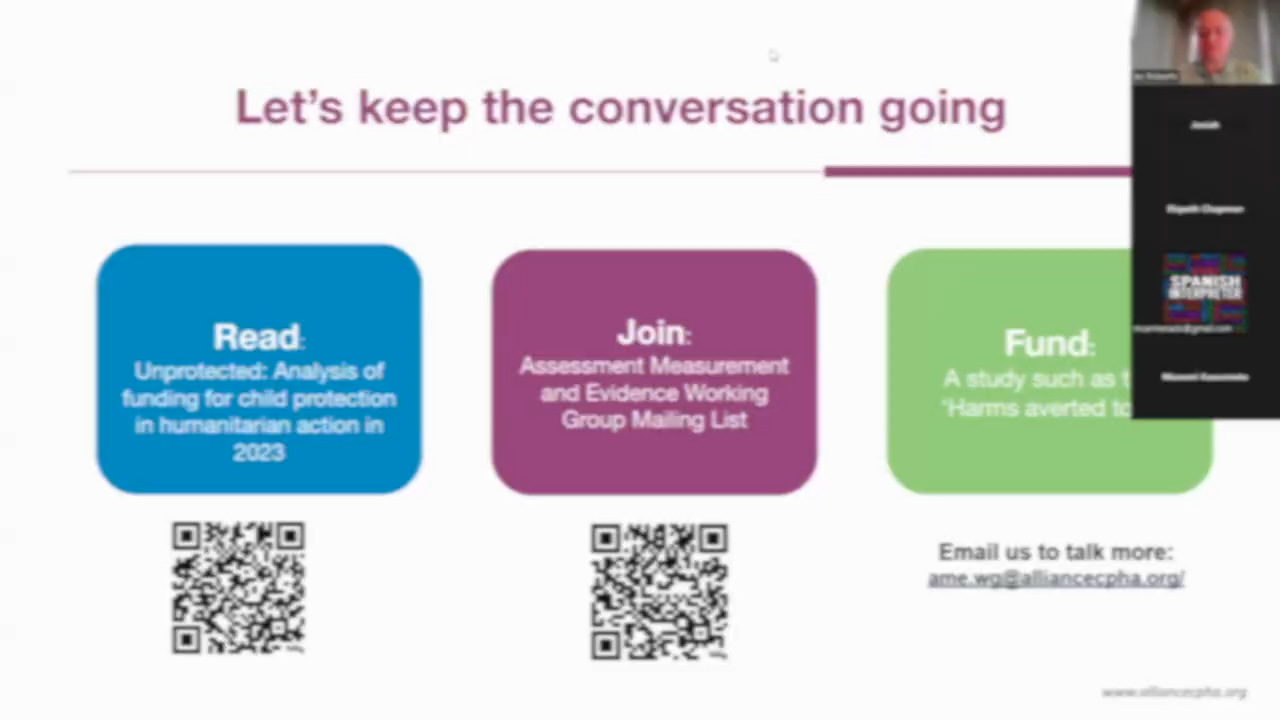 Let's keep the conversation going
Read:
Unprotected: Analysis of
funding for child protection
in humanitarian action in
2023
Join:
Assessment Measurement
and Evidence Working
Group Mailing List
Fund:
A study such as t
‘Harms averted to
Email us to talk more:
ame.wg@alliancecpha.org/
www.alliancecpha.org
SPANISH
INTERPRETER